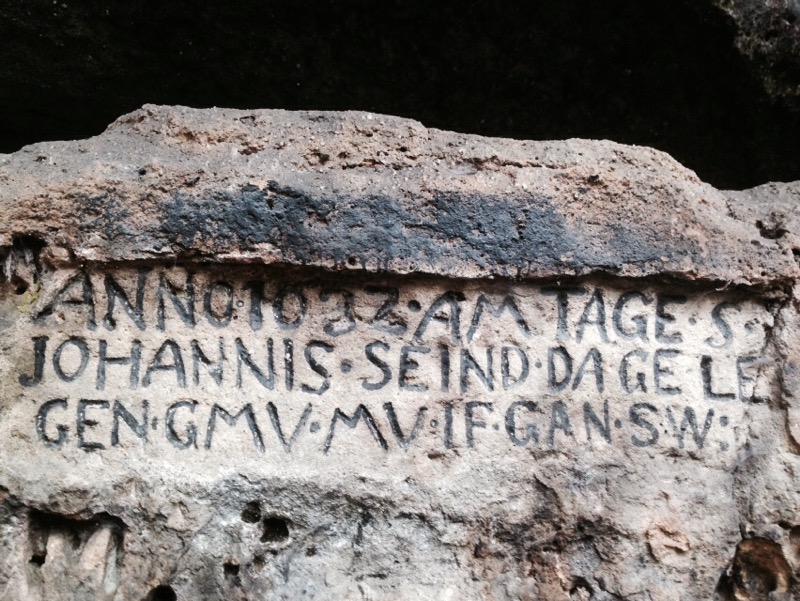 ANNO·1632·AM TAGE·S·
JOHANNIS·SEIND·DA GE LE
GEN·GMV·MV·IF·GAN·SW·